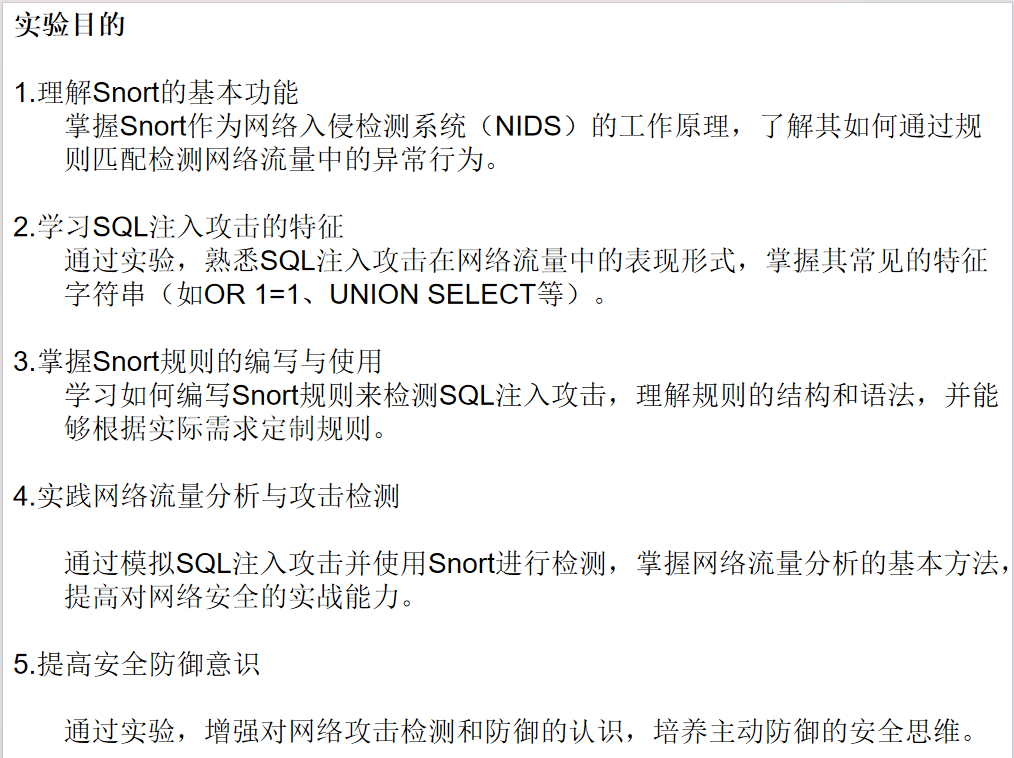 实验目的
1.理解Snort的基本功能
掌握Snort作为网络入侵检测系统（NIDS）的工作原理，了解其如何通过规
则匹配检测网络流量中的异常行为。
2.学习SQL注入攻击的特征
通过实验，熟悉SQL注入攻击在网络流量中的表现形式，掌握其常见的特征
字符串（如OR 1=1、UNION SELECT等）。
3.掌握Snort规则的编写与使用
学习如何编写Snort规则来检测SQL注入攻击，理解规则的结构和语法，并能
够根据实际需求定制规则。
4.实践网络流量分析与攻击检测
通过模拟SQL注入攻击并使用Snort进行检测，掌握网络流量分析的基本方法，
提高对网络安全的实战能力。
5.提高安全防御意识
通过实验，增强对网络攻击检测和防御的认识，培养主动防御的安全思维。